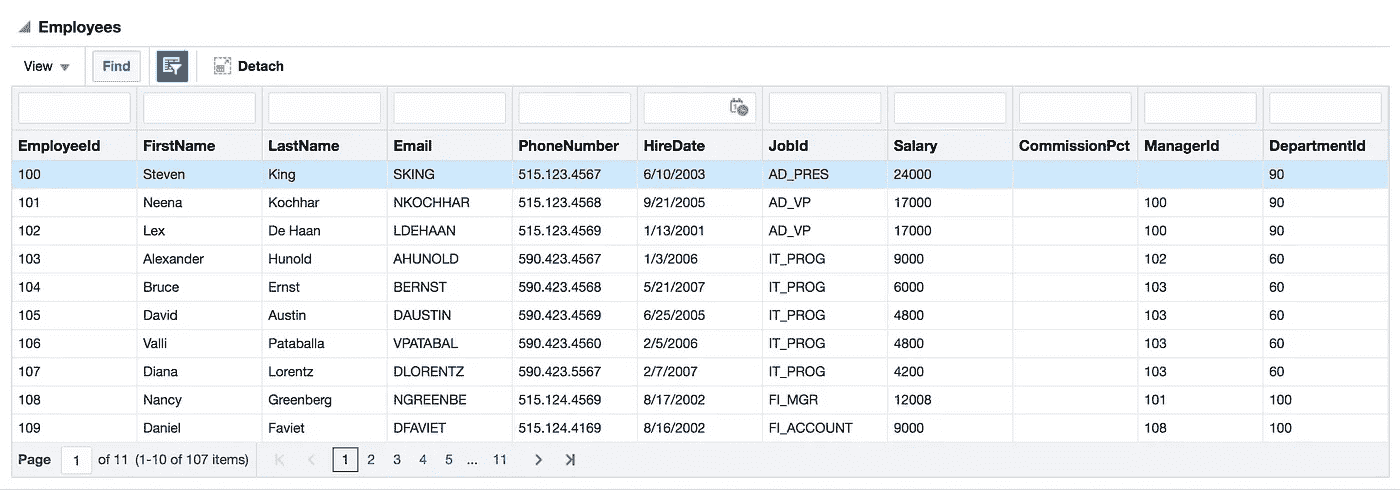 Employees
View Find Detach
EmployeeId FirstName LastName Email PhoneNumber HireDate JobId Salary CommissionPct ManagerId DepartmentId
100 Steven King SKING 515.123.4567 6/10/2003 AD_PRES 24000 90
101 Neena Kochhar NKOCHHAR 515.123.4568 9/21/2005 AD_VP 17000 100 90
102 Lex De Haan LDEHAAN 515.123.4569 1/13/2001 AD_VP 17000 100 90
103 Alexander Hunold AHUNOLD 590.423.4567 1/3/2006 IT_PROG 9000 102 60
104 Bruce Ernst BERNST 590.423.4568 5/21/2007 IT_PROG 6000 103 60
105 David Austin DAUSTIN 590.423.4569 6/25/2005 IT_PROG 4800 103 60
106 Valli Pataballa VPATABAL 590.423.4560 2/5/2006 IT_PROG 4800 103 60
107 Diana Lorentz DLORENTZ 590.423.5567 2/7/2007 IT_PROG 4200 103 60
108 Nancy Greenberg NGREENBE 515.124.4569 8/17/2002 FI_MGR 12008 101 100
109 Daniel Faviet DFAVIET 515.124.4169 8/16/2002 FI_ACCOUNT 9000 108 100
Page 1 of 11 (1-10 of 107 items) 1 2 3 4 5 ... 11